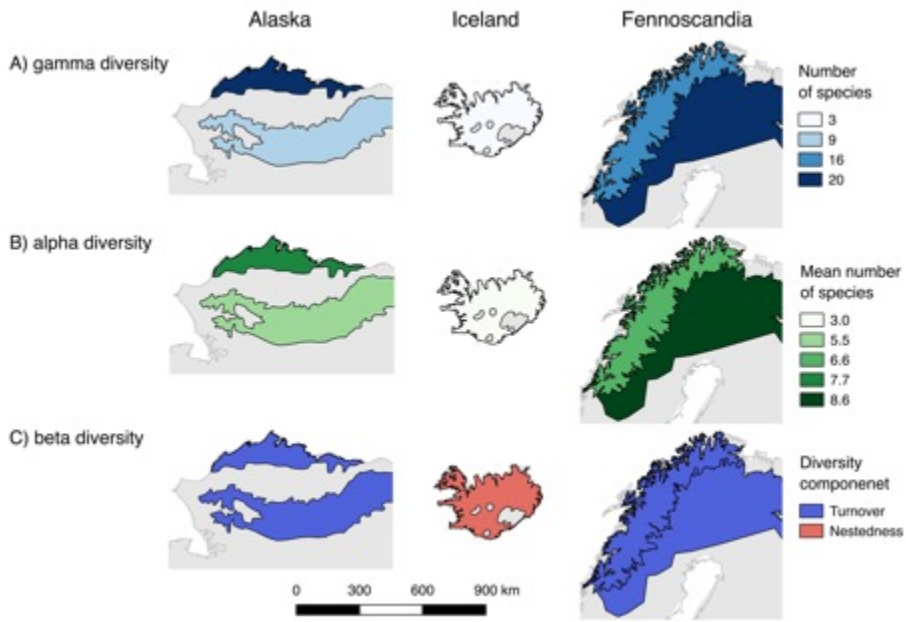 Alaska
Iceland
Fennoscandia
A) gamma diversity
Number
of species
3
9
16
20
B) alpha diversity
Mean number
of species
3.0
5.5
6.6
7.7
8.6
C) beta diversity
Diversity
componenet
Turnover
Nestedness
0 300 600 900 km